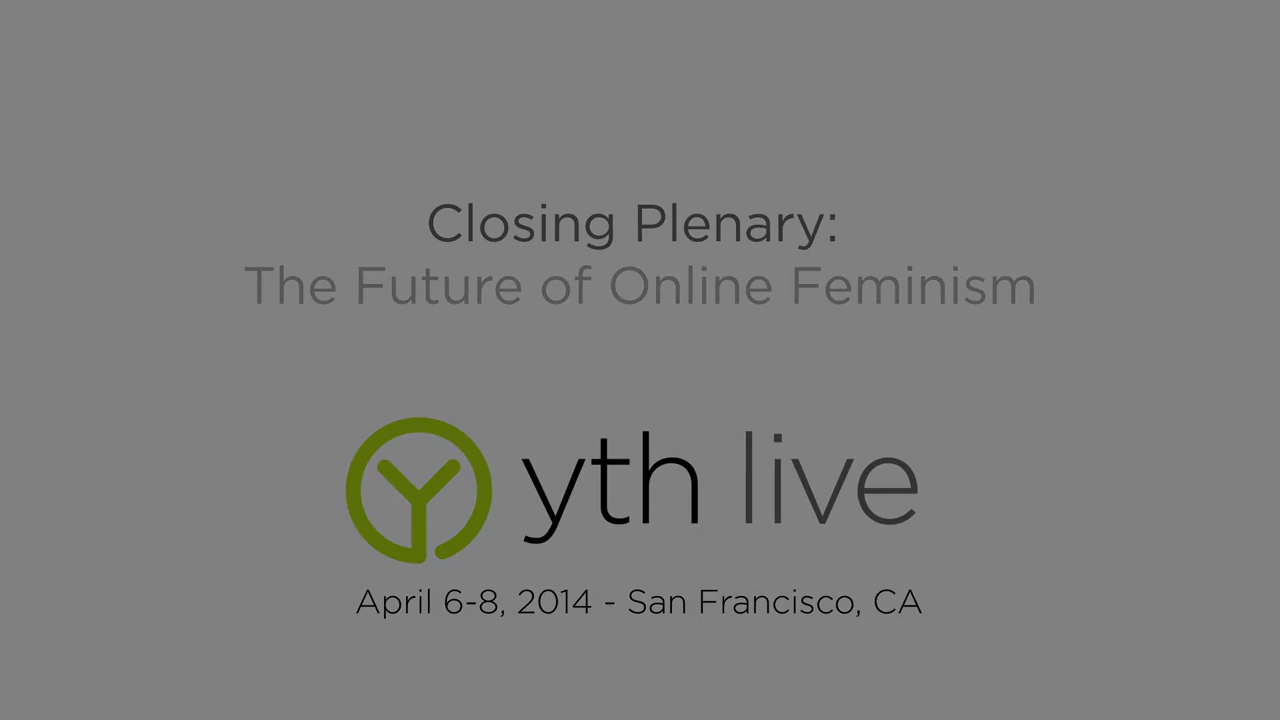 Closing Plenary:
The Future of Online Feminism
yth live
April 6-8, 2014 - San Francisco, CA